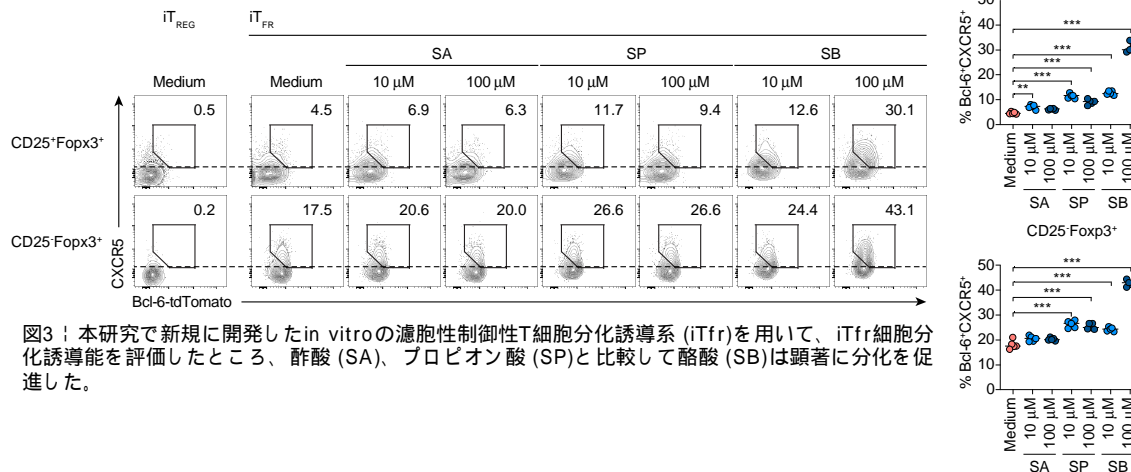 iT_REG iT_FR
SA SP SB
Medium Medium 10 µM 100 µM 10 µM 100 µM 10 µM 100 µM
CD25⁺Fopx3⁺ 0.5 4.5 6.9 6.3 11.7 9.4 12.6 30.1
CD25⁻Fopx3⁺ 0.2 17.5 20.6 20.0 26.6 26.6 24.4 43.1
CXCR5
Bcl-6-tdTomato
図3 ¦ 本研究で新規に開発したin vitroの濾胞性制御性T細胞分化誘導系 (iTfr)を用いて、iTfr細胞分
化誘導能を評価したところ、酢酸 (SA)、プロピオン酸 (SP)と比較して酪酸 (SB)は顕著に分化を促
進した。
% Bcl-6⁺CXCR5⁺
50
40
30
20
10
0
***
***
***
***
**
Medium 10 µM 100 µM 10 µM 100 µM 10 µM 100 µM
SA SP SB
CD25⁻Foxp3⁺
% Bcl-6⁺CXCR5⁺
50
40
30
20
10
0
***
***
***
***
Medium 10 µM 100 µM 10 µM 100 µM 10 µM 100 µM
SA SP SB